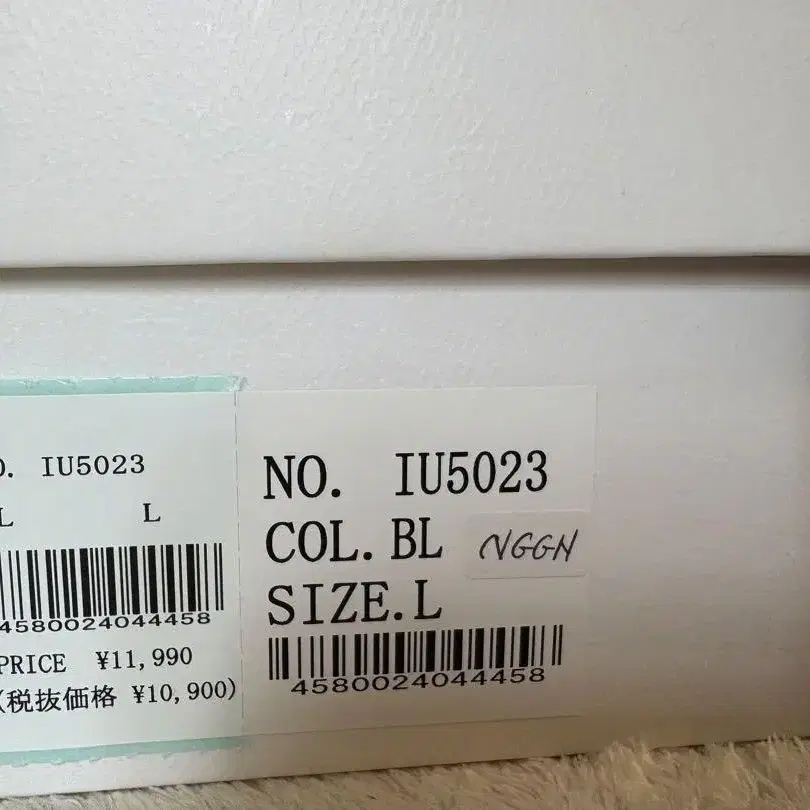 O. IU5023
L L
4580024044458
PRICE ¥11,990
(税抜価格 ¥10,900)
NO. IU5023
COL. BL NGGN
SIZE. L
4580024044458